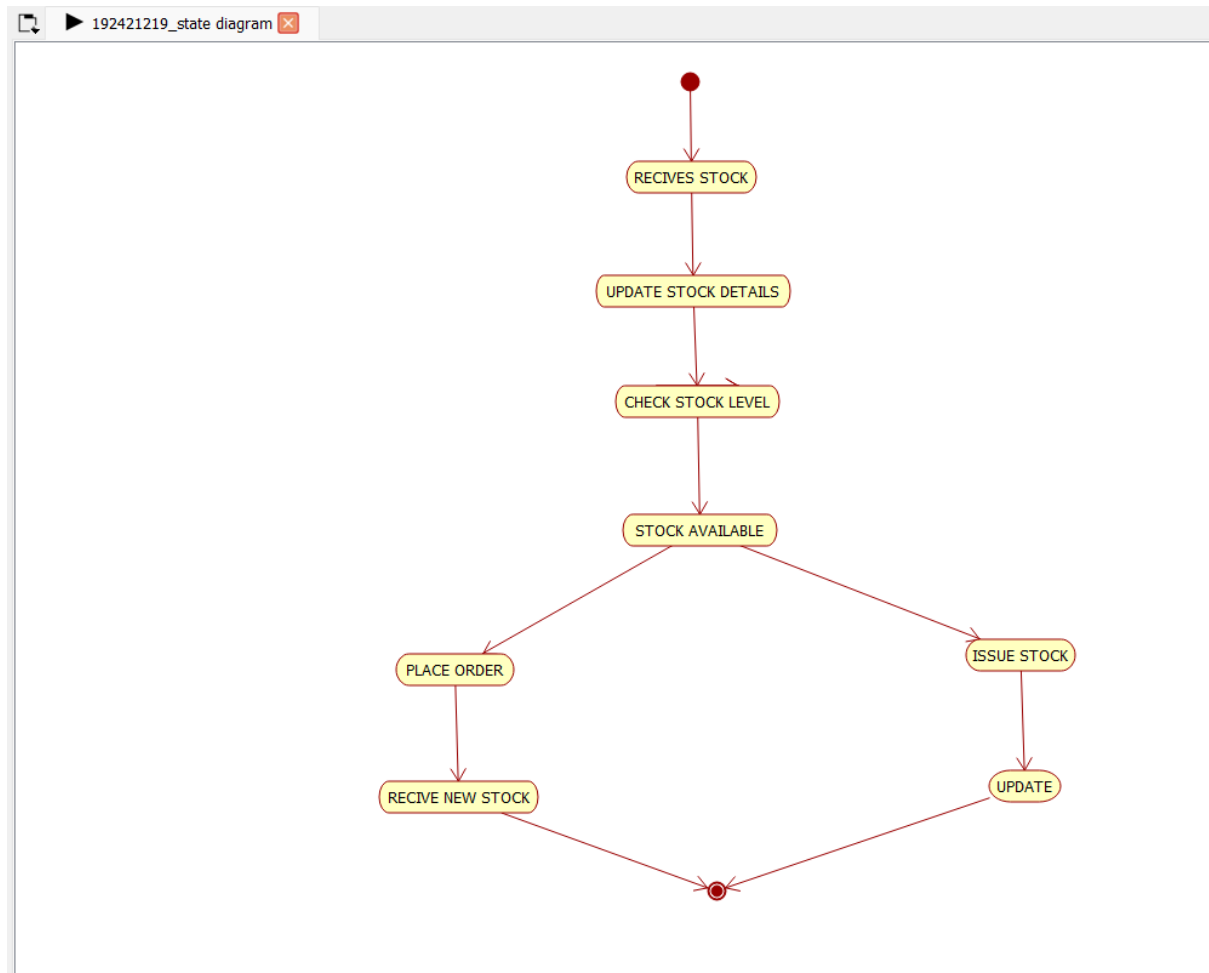 192421219_state diagram
RECIVES STOCK
UPDATE STOCK DETAILS
CHECK STOCK LEVEL
STOCK AVAILABLE
PLACE ORDER
ISSUE STOCK
RECIVE NEW STOCK
UPDATE